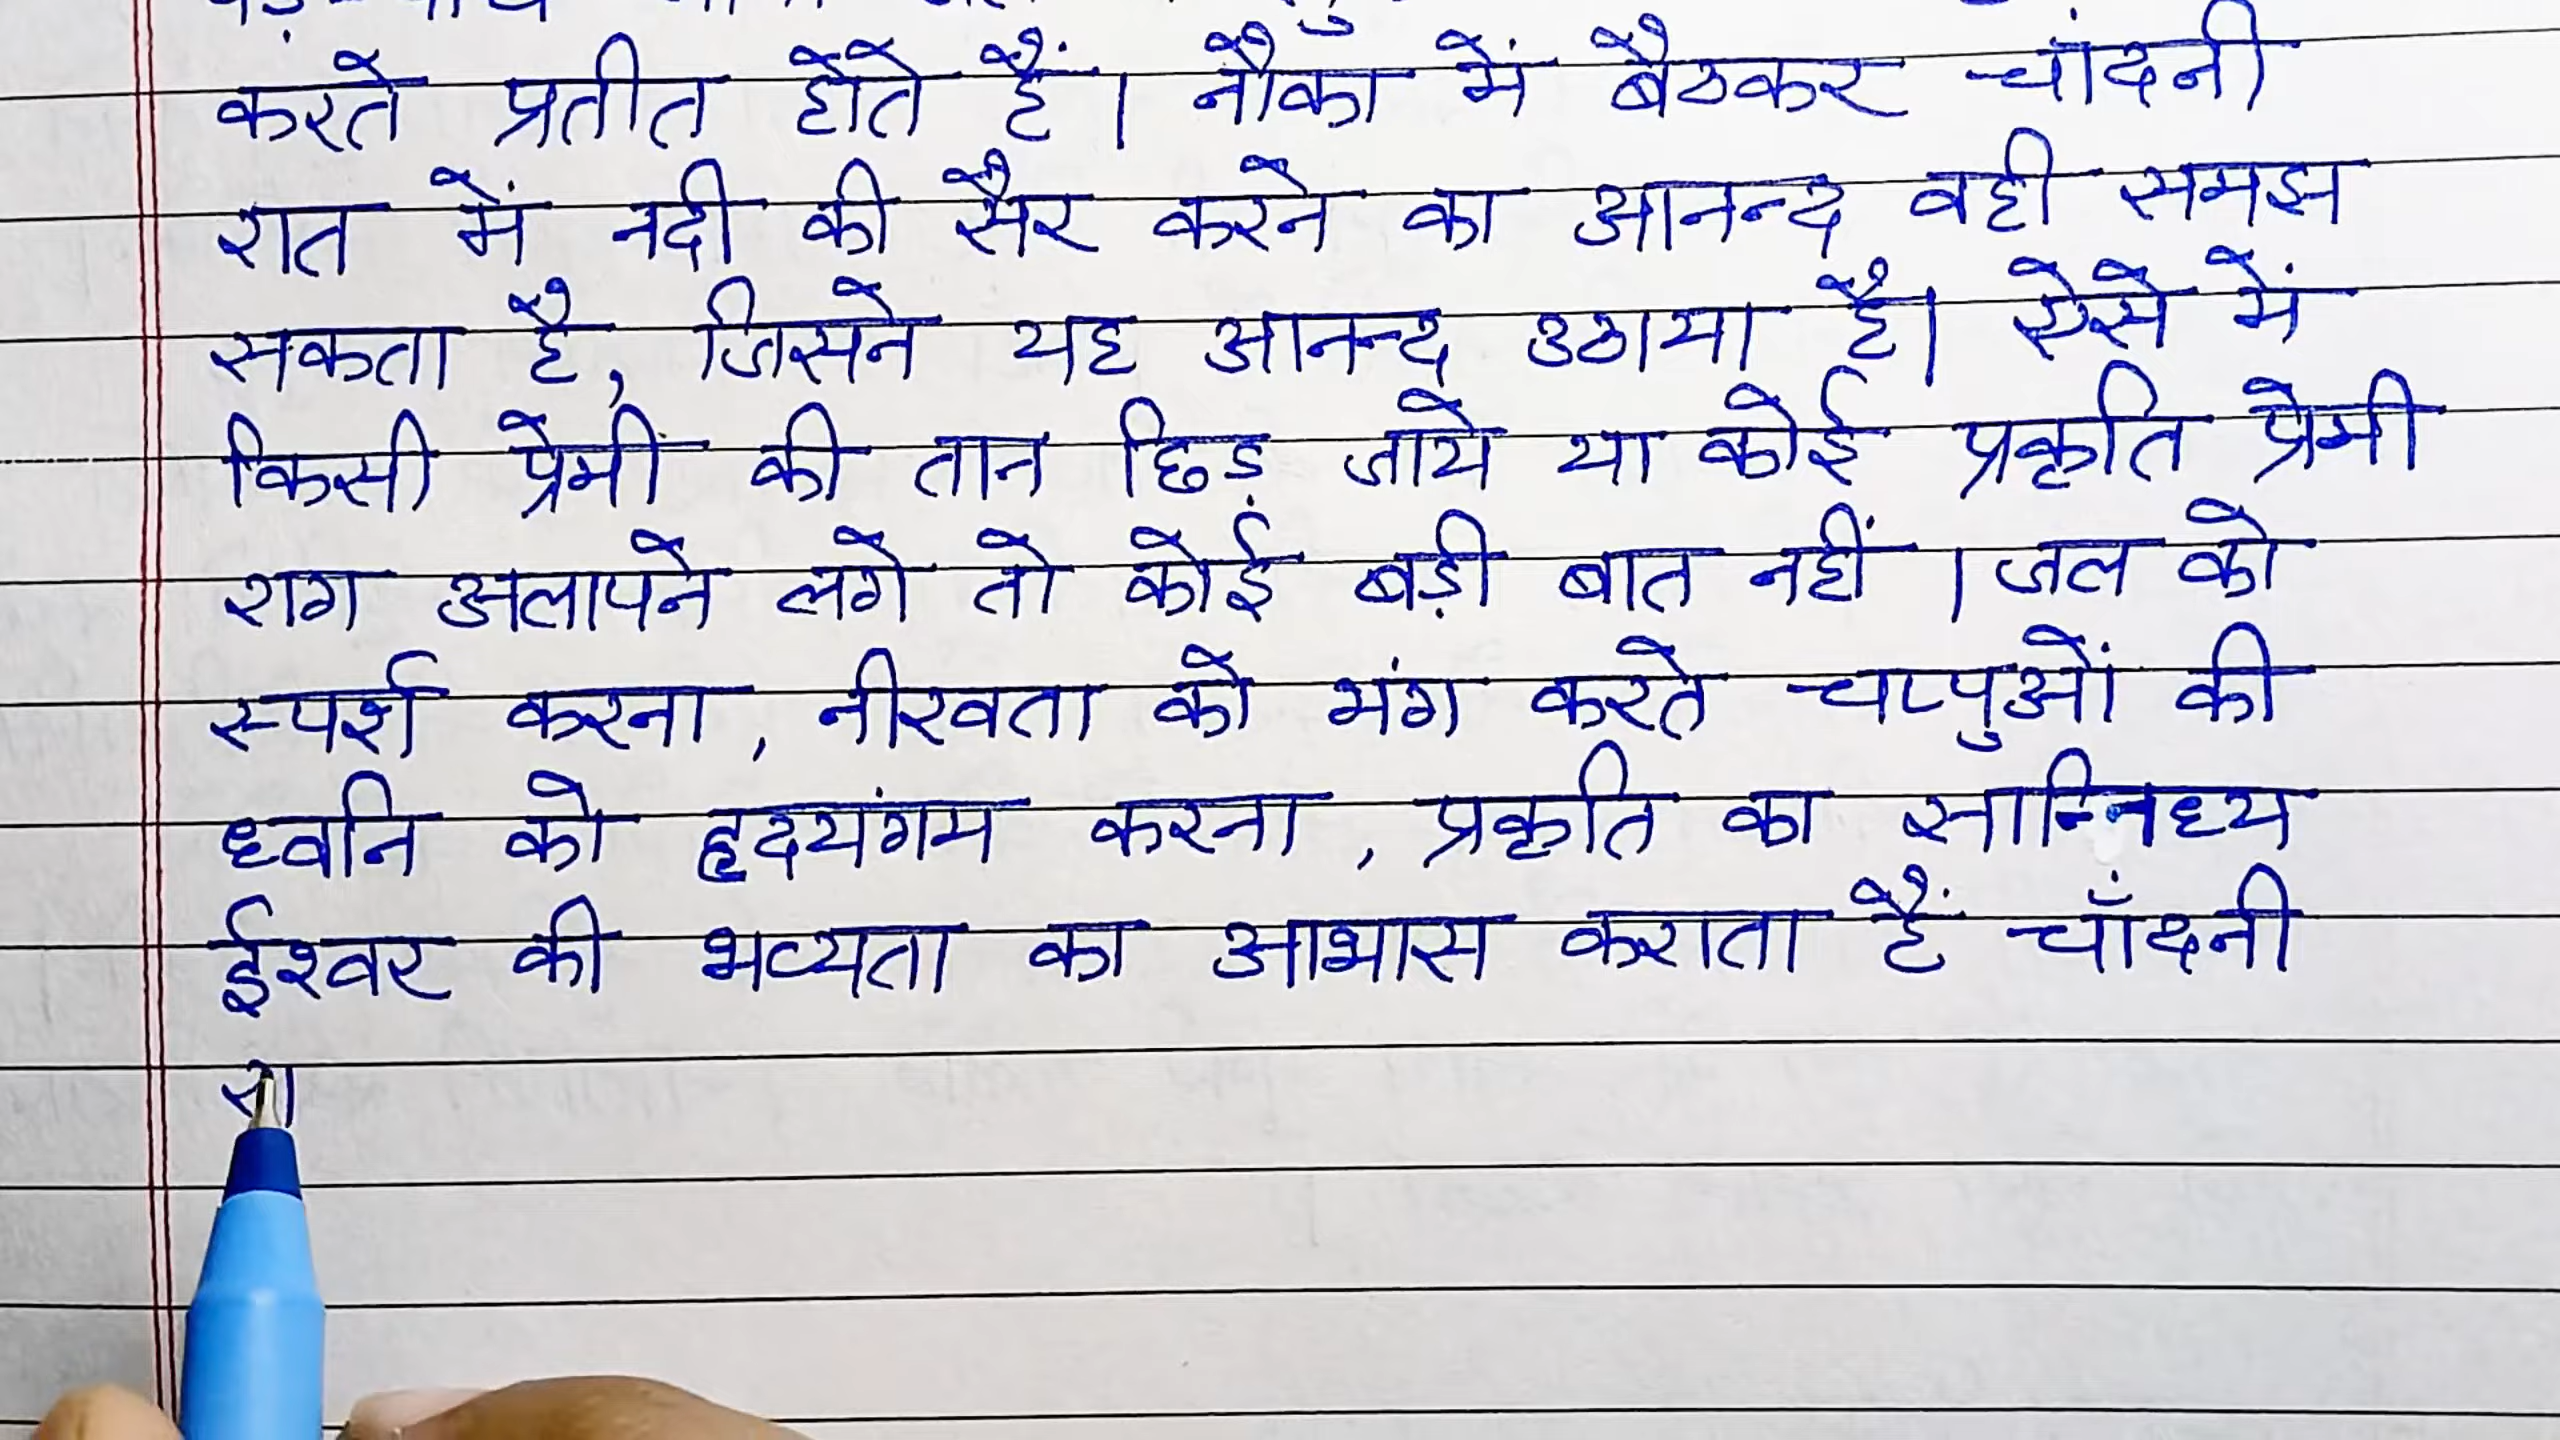 करते प्रतीत होते हैं। नौका में बैठकर चांदनी
रात में नदी की सैर करने का आनन्द वही समझ
सकता है, जिसने यह आनन्द उठाया है। ऐसे में
किसी प्रेमी की तान छिड़ जाये या कोई प्रकृति प्रेमी
राग अलापने लगे तो कोई बड़ी बात नहीं । जल को
स्पर्श करना, नीरवता को भंग करते चप्पुओं की
ध्वनि को हृदयंगम करना, प्रकृति का सान्निध्य
ईश्वर की भव्यता का आभास कराता हैं चाँदनी